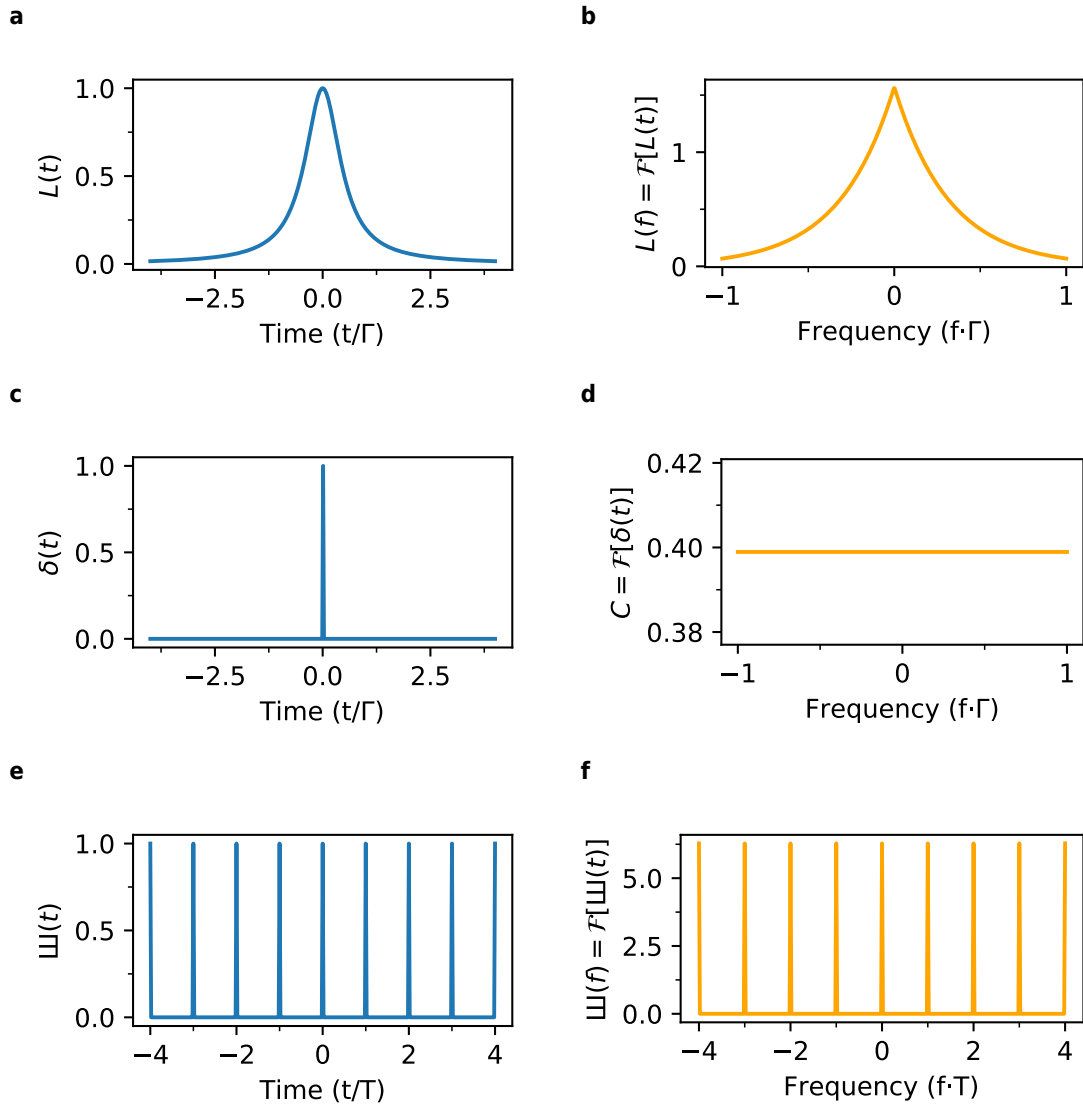 a
1.0
0.5
0.0
L(t)
−2.5 0.0 2.5
Time (t/Γ)
b
1
0
L(f) = ℱ[L(t)]
−1 0 1
Frequency (f·Γ)
c
1.0
0.5
0.0
δ(t)
−2.5 0.0 2.5
Time (t/Γ)
d
0.42
0.40
0.38
C = ℱ[δ(t)]
−1 0 1
Frequency (f·Γ)
e
1.0
0.5
0.0
Ш(t)
−4 −2 0 2 4
Time (t/T)
f
5.0
2.5
0.0
Ш(f) = ℱ[Ш(t)]
−4 −2 0 2 4
Frequency (f·T)